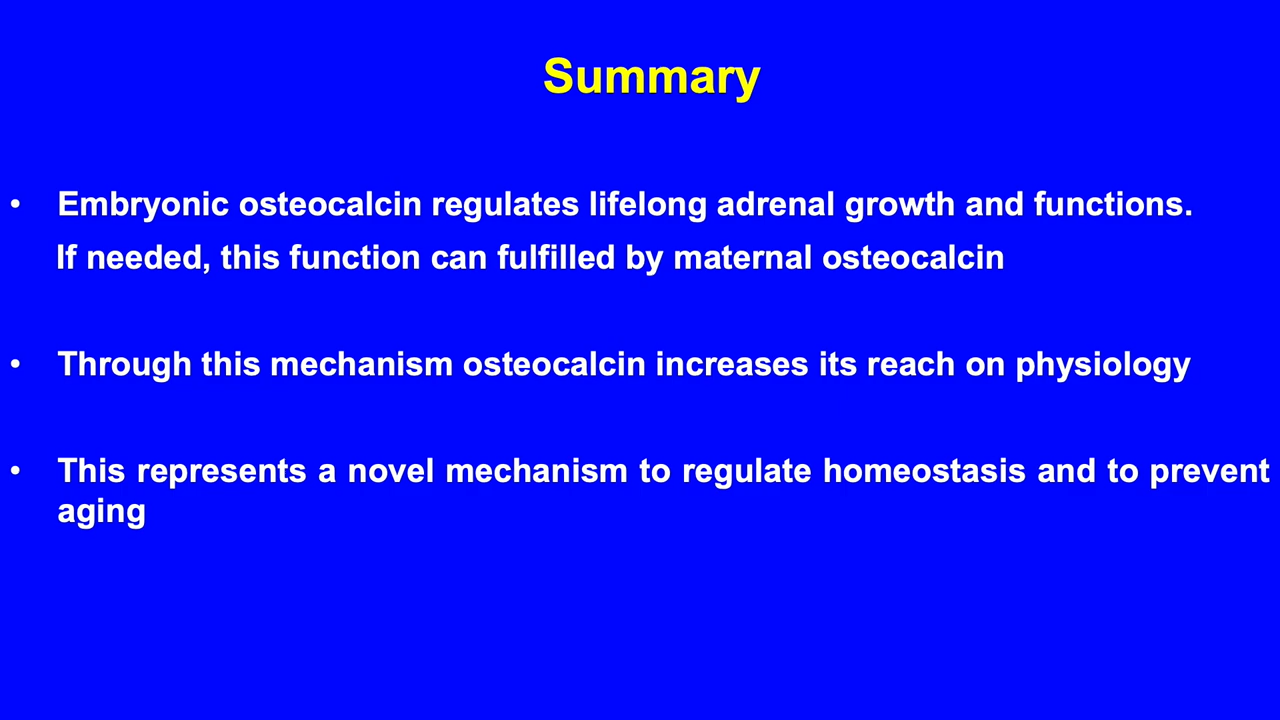 Summary
• Embryonic osteocalcin regulates lifelong adrenal growth and functions.
If needed, this function can fulfilled by maternal osteocalcin
• Through this mechanism osteocalcin increases its reach on physiology
• This represents a novel mechanism to regulate homeostasis and to prevent
aging